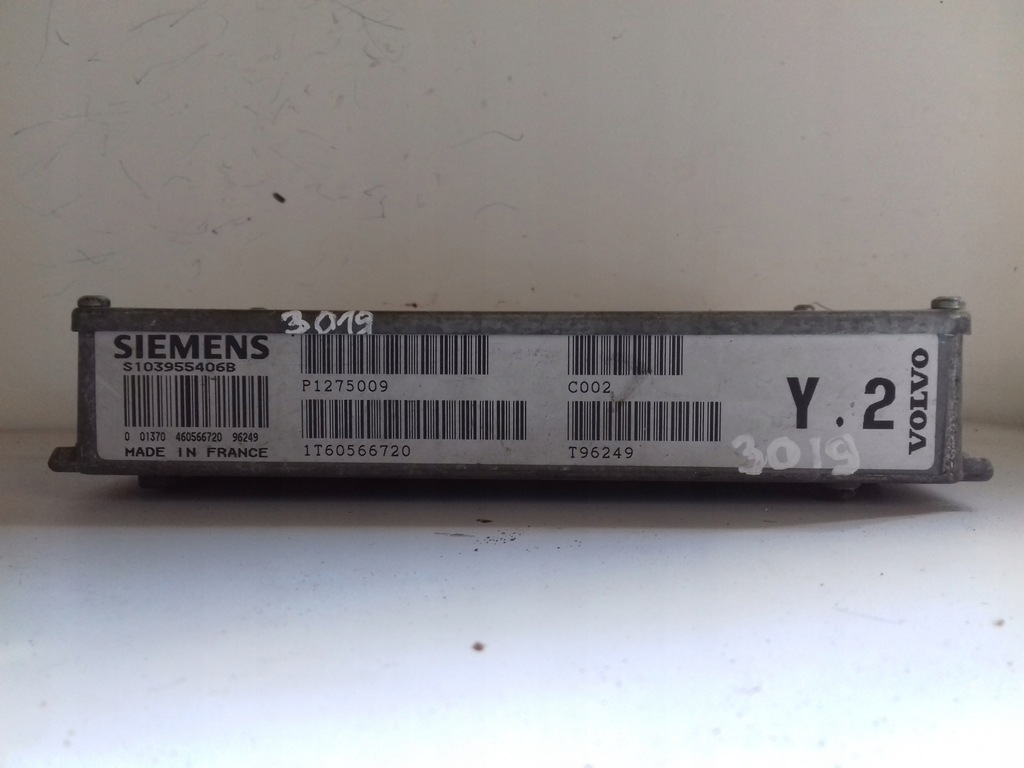 3019
SIEMENS
S103955406B
0 01370 460566720 96249
MADE IN FRANCE
P1275009
1T60566720
C002
T96249
Y.2
3019
VOLVO